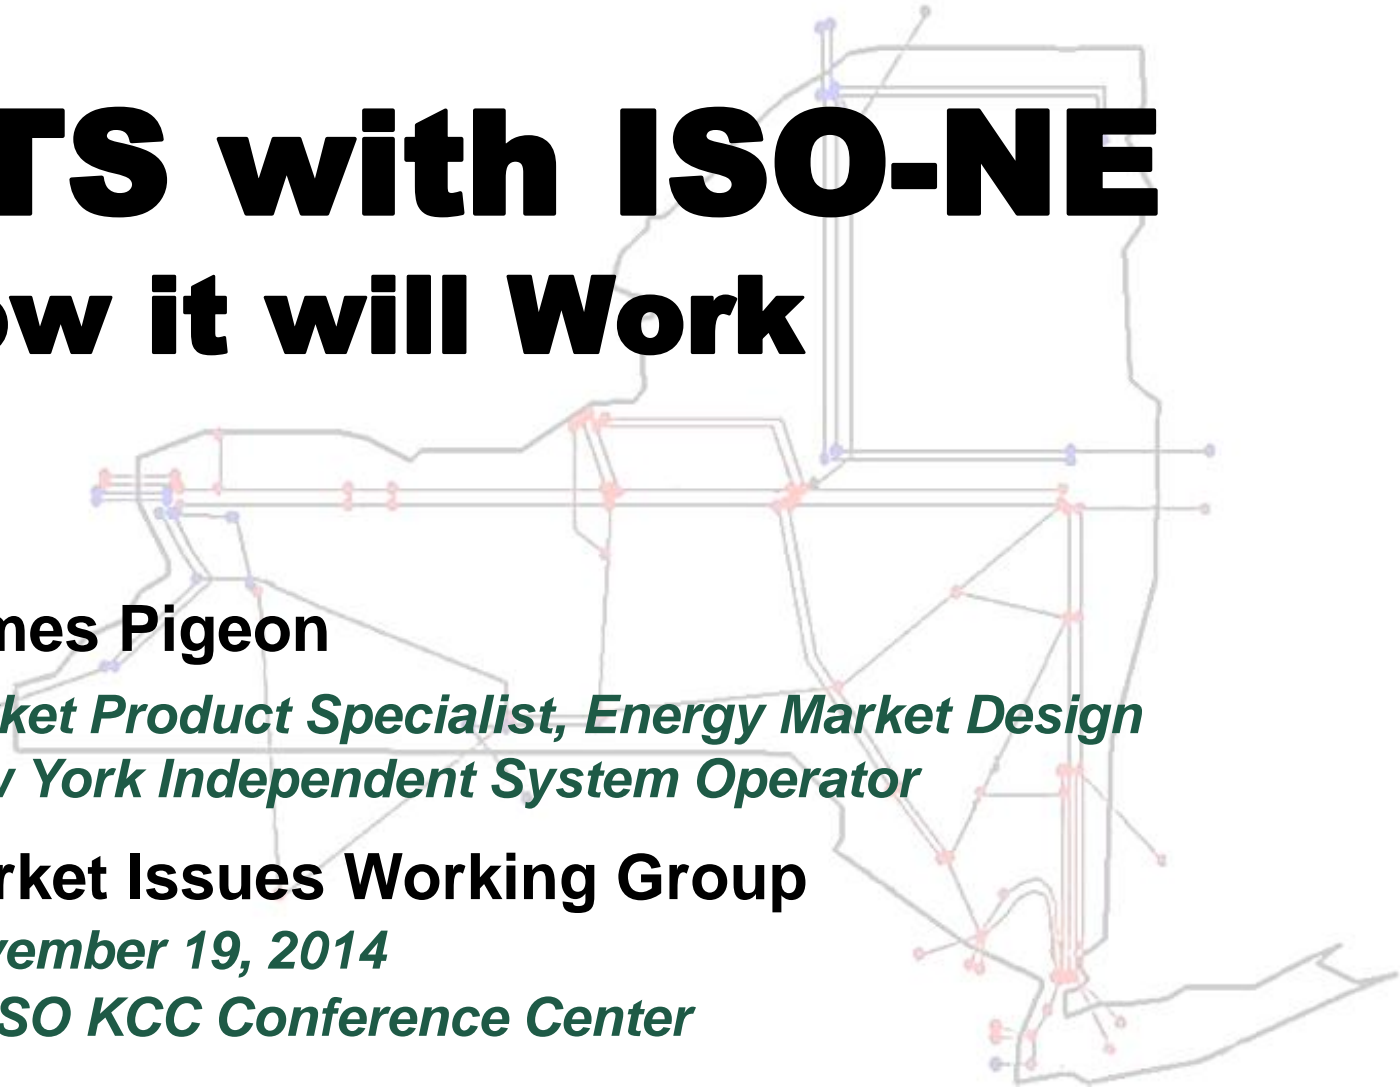 TS with ISO-NE
ow it will Work
mes Pigeon
ket Product Specialist, Energy Market Design
v York Independent System Operator
rket Issues Working Group
vember 19, 2014
SO KCC Conference Center